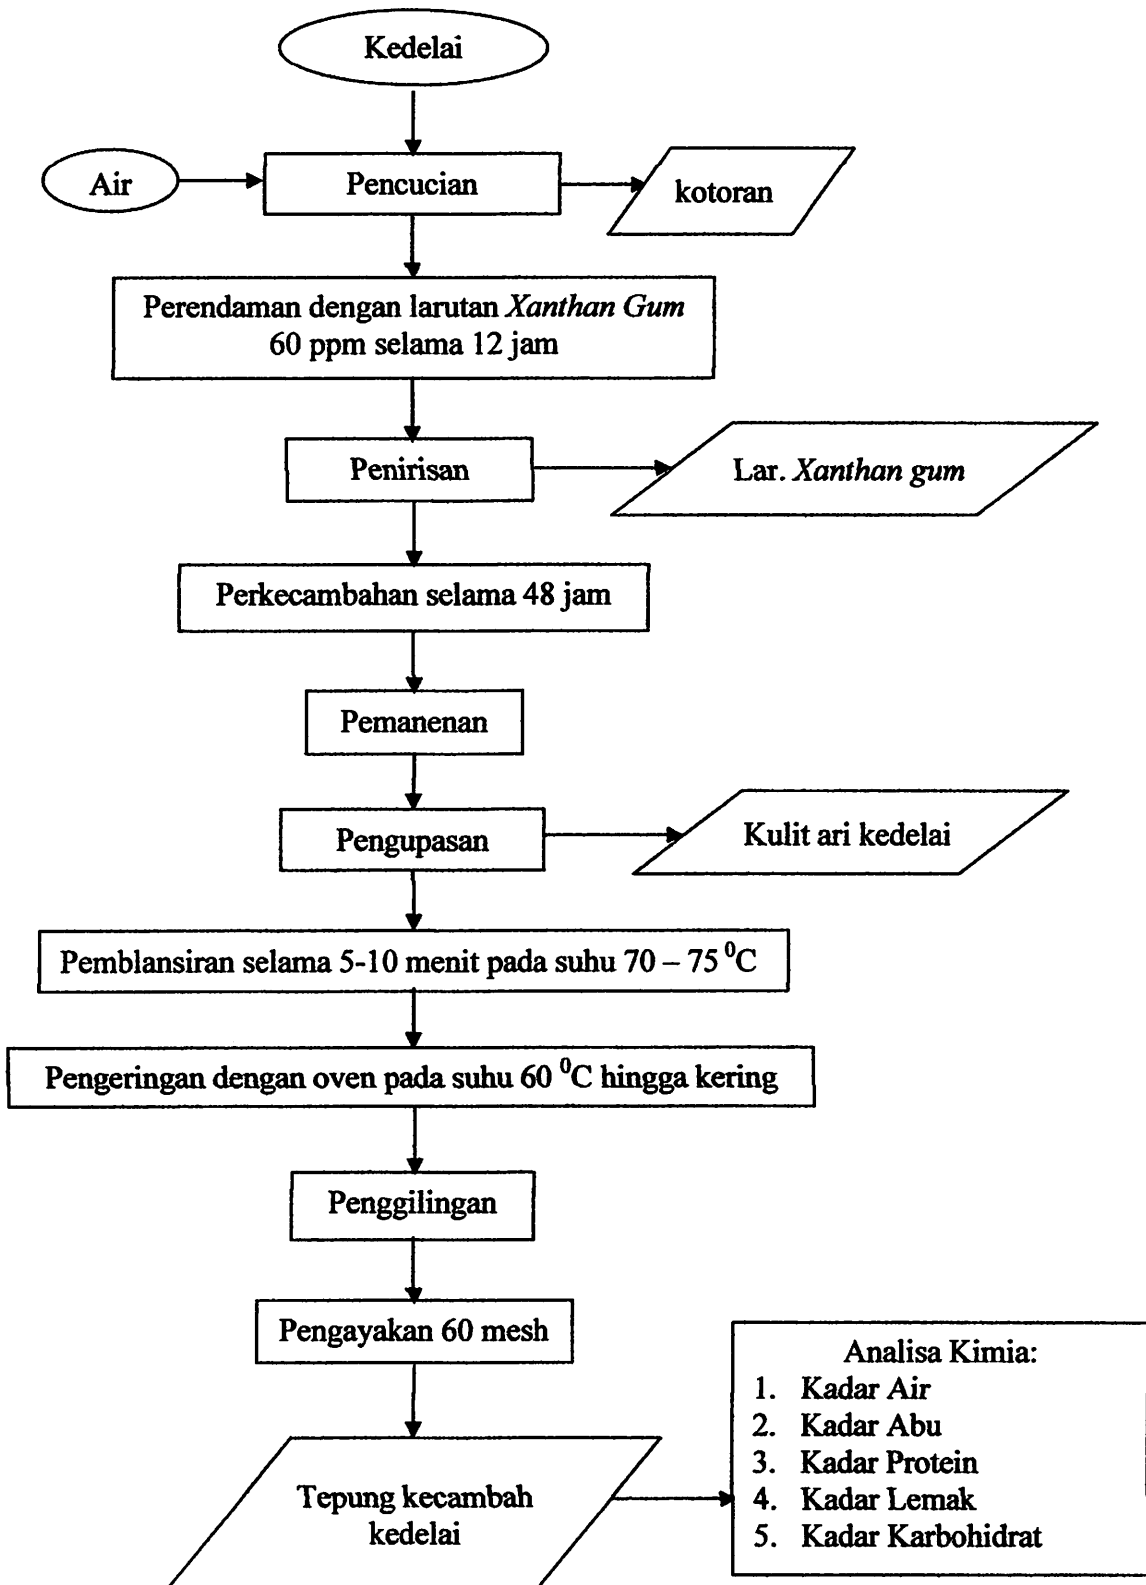 Kedelai
Air
Pencucian
kotoran
Perendaman dengan larutan Xanthan Gum
60 ppm selama 12 jam
Penirisan
Lar. Xanthan gum
Perkecambahan selama 48 jam
Pemanenan
Pengupasan
Kulit ari kedelai
Pemblansiran selama 5-10 menit pada suhu 70 – 75 ⁰C
Pengeringan dengan oven pada suhu 60 ⁰C hingga kering
Penggilingan
Pengayakan 60 mesh
Tepung kecambah
kedelai
Analisa Kimia:
1. Kadar Air
2. Kadar Abu
3. Kadar Protein
4. Kadar Lemak
5. Kadar Karbohidrat